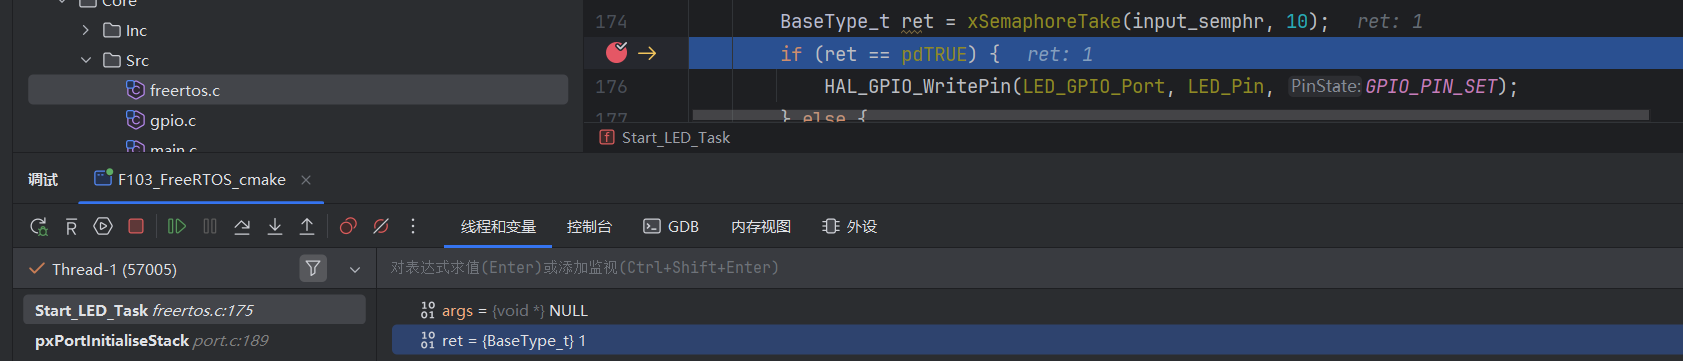 Core
Inc
Src
freertos.c
gpio.c
main.c
174 BaseType_t ret = xSemaphoreTake(input_semphr, 10); ret: 1
if (ret == pdTRUE) { ret: 1
176 HAL_GPIO_WritePin(LED_GPIO_Port, LED_Pin, PinState: GPIO_PIN_SET);
177 } else {
Start_LED_Task
调试 F103_FreeRTOS_cmake
线程和变量 控制台 GDB 内存视图 外设
Thread-1 (57005)
对表达式求值(Enter)或添加监视(Ctrl+Shift+Enter)
Start_LED_Task freertos.c:175
pxPortInitialiseStack port.c:189
args = {void *} NULL
ret = {BaseType_t} 1